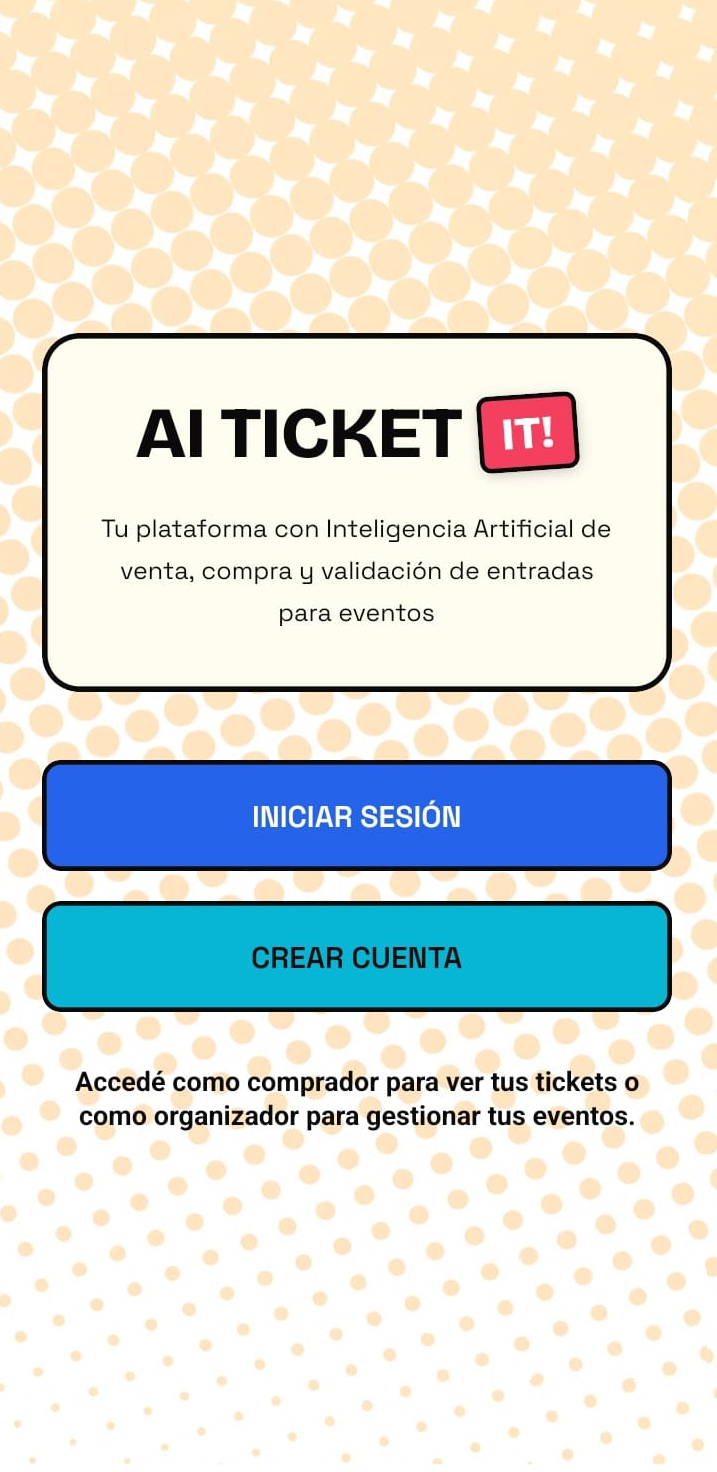 AI TICKET IT!
Tu plataforma con Inteligencia Artificial de
venta, compra y validación de entradas
para eventos
INICIAR SESIÓN
CREAR CUENTA
Accedé como comprador para ver tus tickets o
como organizador para gestionar tus eventos.